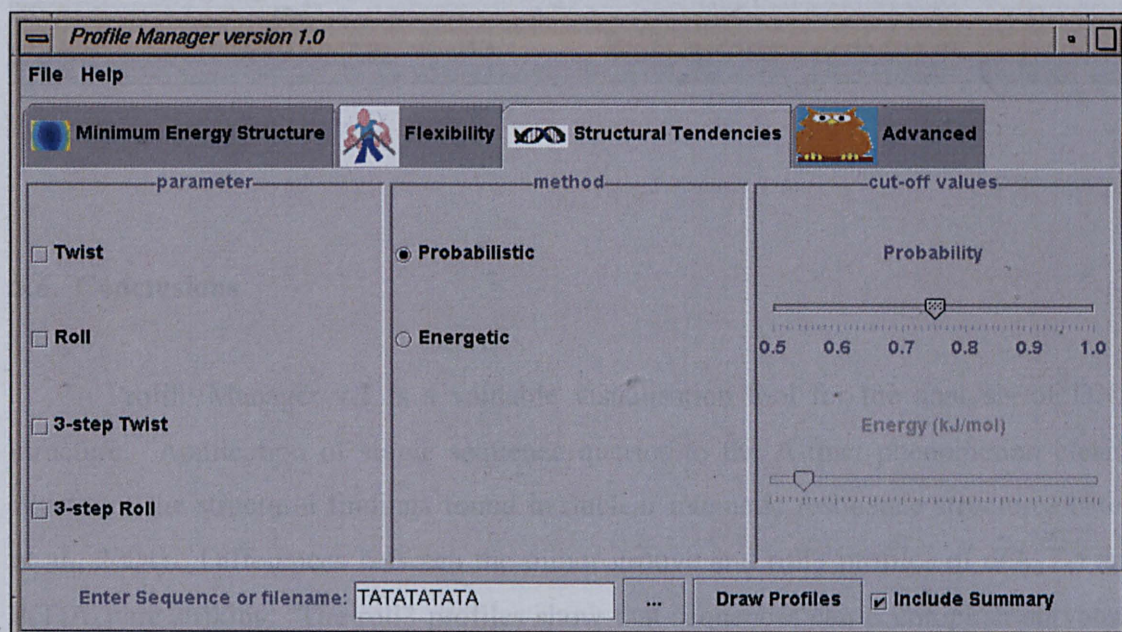 Profile Manager version 1.0
File Help
Minimum Energy Structure Flexibility Structural Tendencies Advanced
parameter method cut-off values
Twist Probabilistic Probability
Roll Energetic
0.5 0.6 0.7 0.8 0.9 1.0
3-step Twist Energy (kJ/mol)
3-step Roll
Enter Sequence or filename: TATATATATA ... Draw Profiles Include Summary
Conclusions